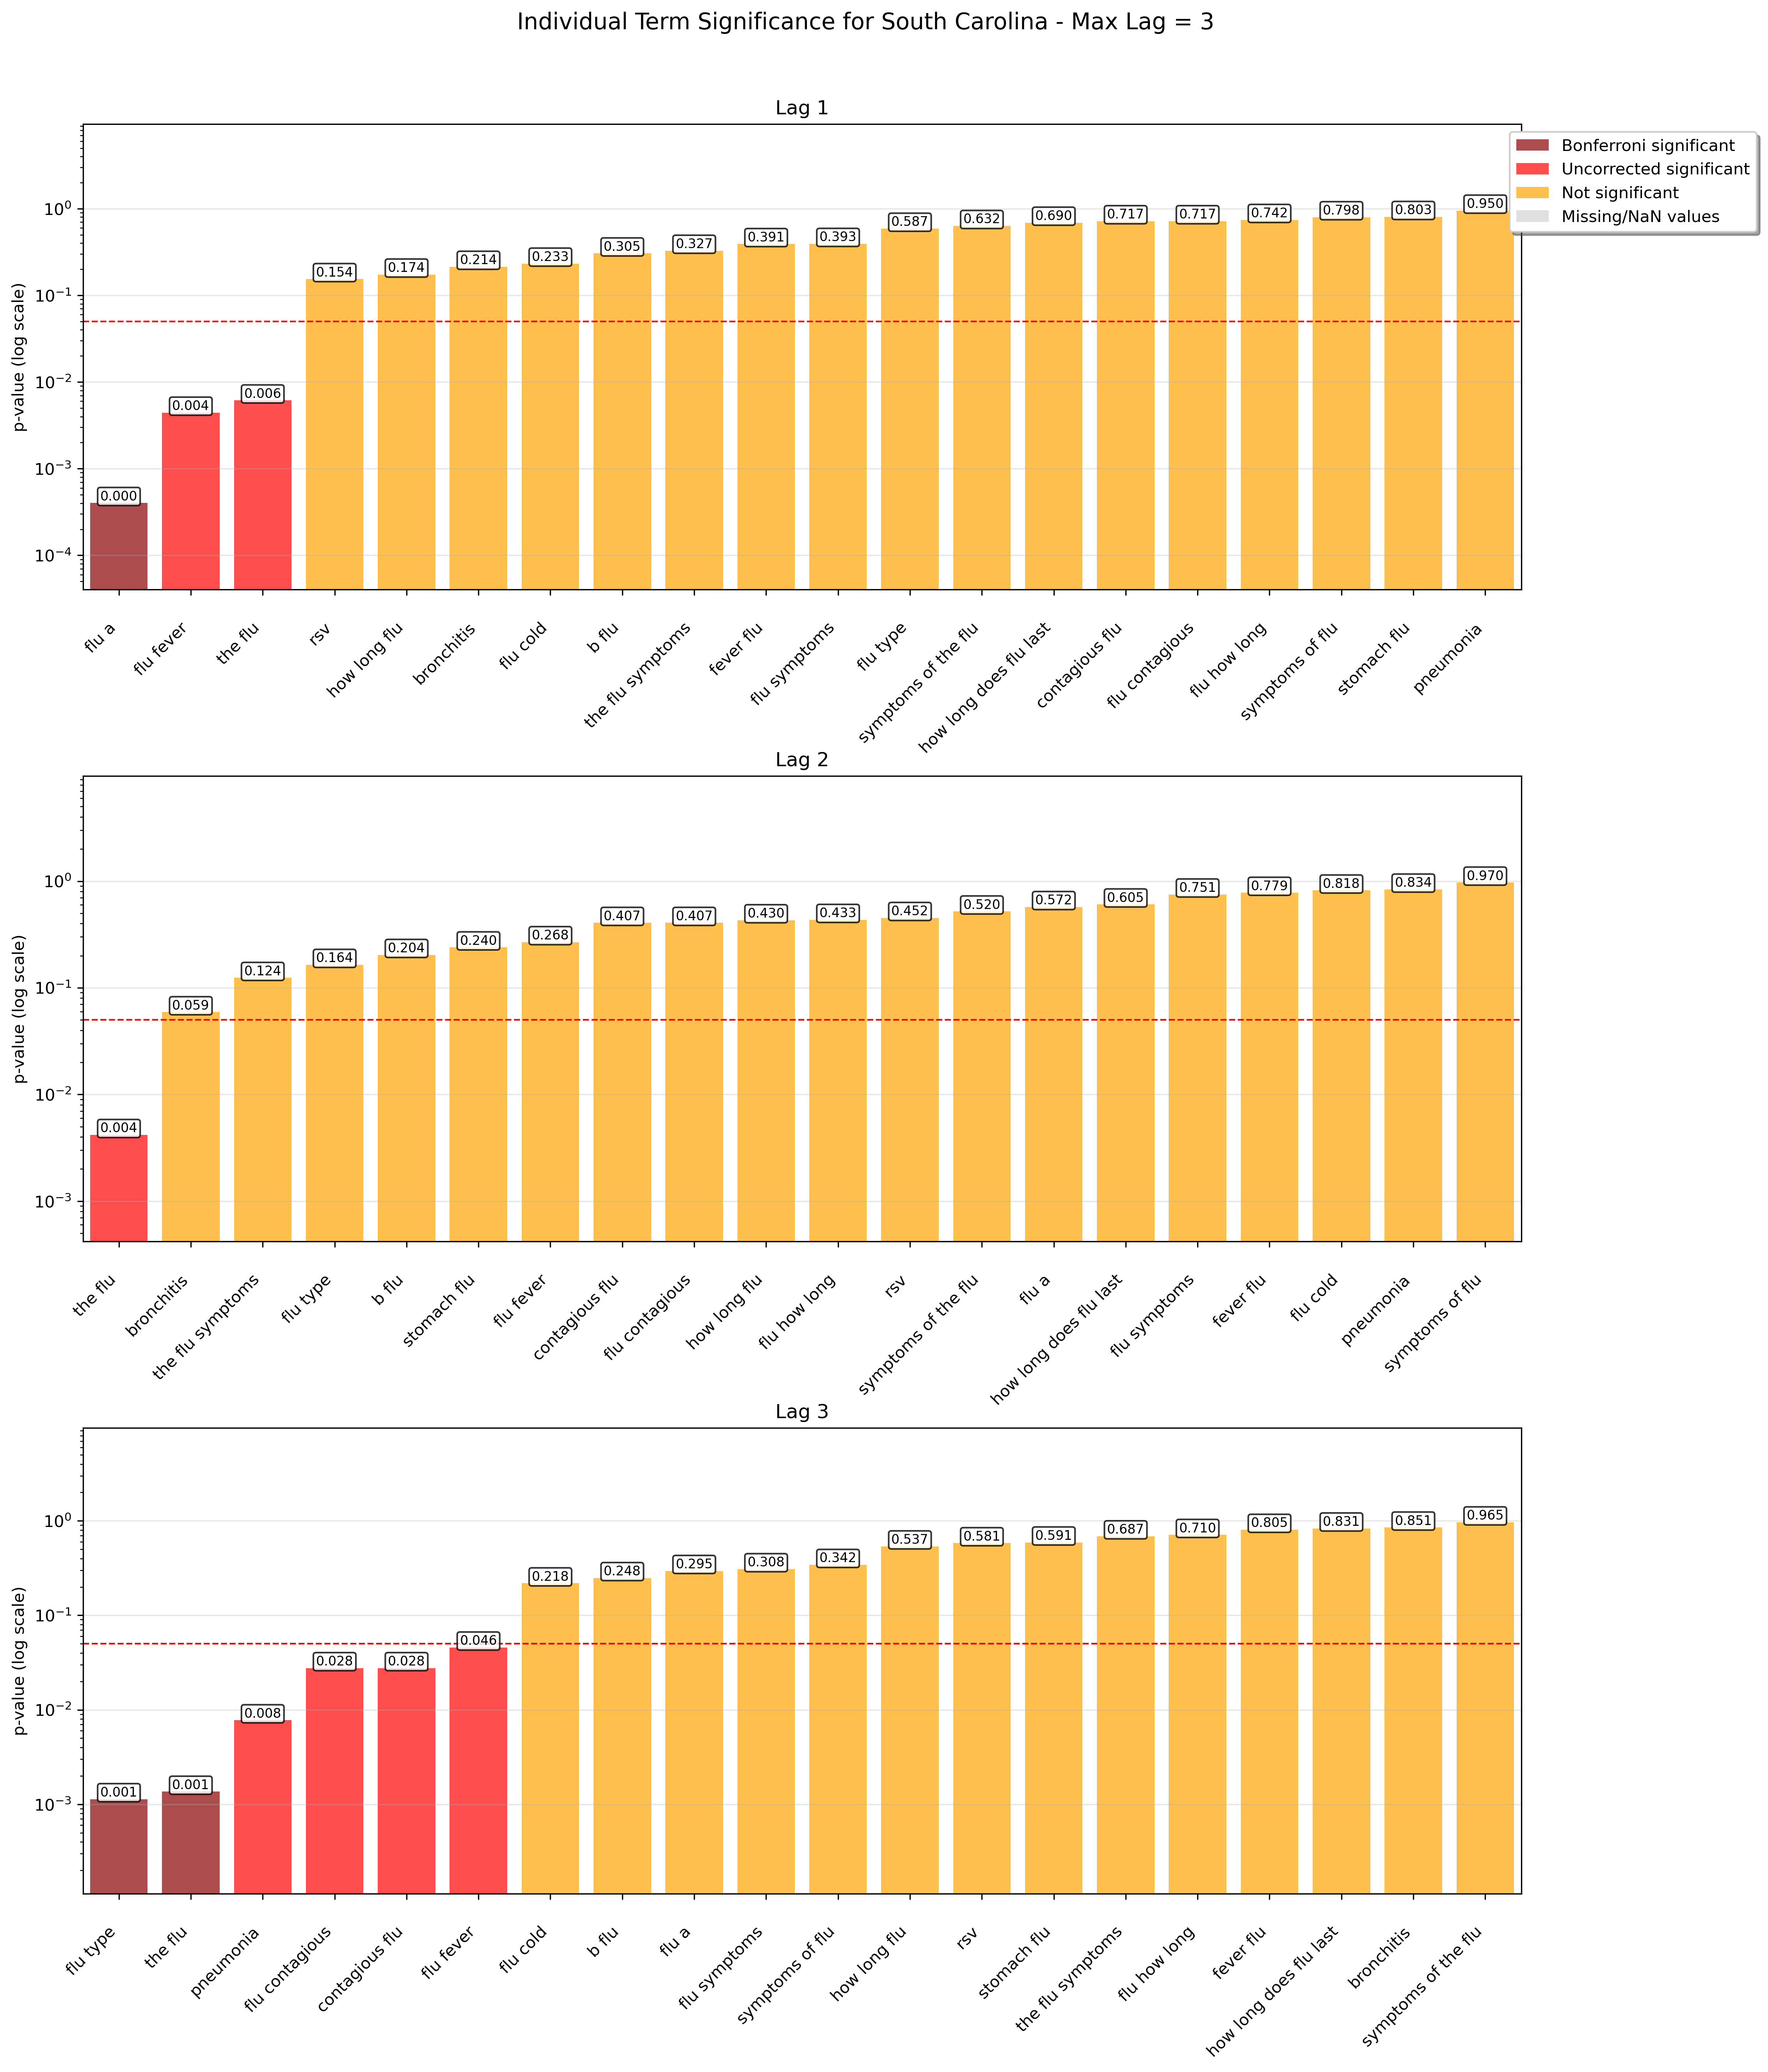 Individual Term Significance for South Carolina - Max Lag = 3
Lag 1
Bonferroni significant
Uncorrected significant
Not significant
Missing/NaN values
p-value (log scale)
10⁰
10⁻¹
10⁻²
10⁻³
10⁻⁴
0.000
0.004
0.006
0.154
0.174
0.214
0.233
0.305
0.327
0.391
0.393
0.587
0.632
0.690
0.717
0.717
0.742
0.798
0.803
0.950
flu a
flu fever
the flu
rsv
how long flu
bronchitis
flu cold
b flu
the flu symptoms
fever flu
flu symptoms
flu type
symptoms of the flu
how long does flu last
contagious flu
flu contagious
flu how long
symptoms of flu
stomach flu
pneumonia
Lag 2
p-value (log scale)
10⁰
10⁻¹
10⁻²
10⁻³
0.004
0.059
0.124
0.164
0.204
0.240
0.268
0.407
0.407
0.430
0.433
0.452
0.520
0.572
0.605
0.751
0.779
0.818
0.834
0.970
the flu
bronchitis
the flu symptoms
flu type
b flu
stomach flu
flu fever
contagious flu
flu contagious
how long flu
flu how long
rsv
symptoms of the flu
flu a
how long does flu last
flu symptoms
fever flu
flu cold
pneumonia
symptoms of flu
Lag 3
p-value (log scale)
10⁰
10⁻¹
10⁻²
10⁻³
0.001
0.001
0.008
0.028
0.028
0.046
0.218
0.248
0.295
0.308
0.342
0.537
0.581
0.591
0.687
0.710
0.805
0.831
0.851
0.965
flu type
the flu
pneumonia
flu contagious
contagious flu
flu fever
flu cold
b flu
flu a
flu symptoms
symptoms of flu
how long flu
rsv
stomach flu
the flu symptoms
flu how long
fever flu
how long does flu last
bronchitis
symptoms of the flu